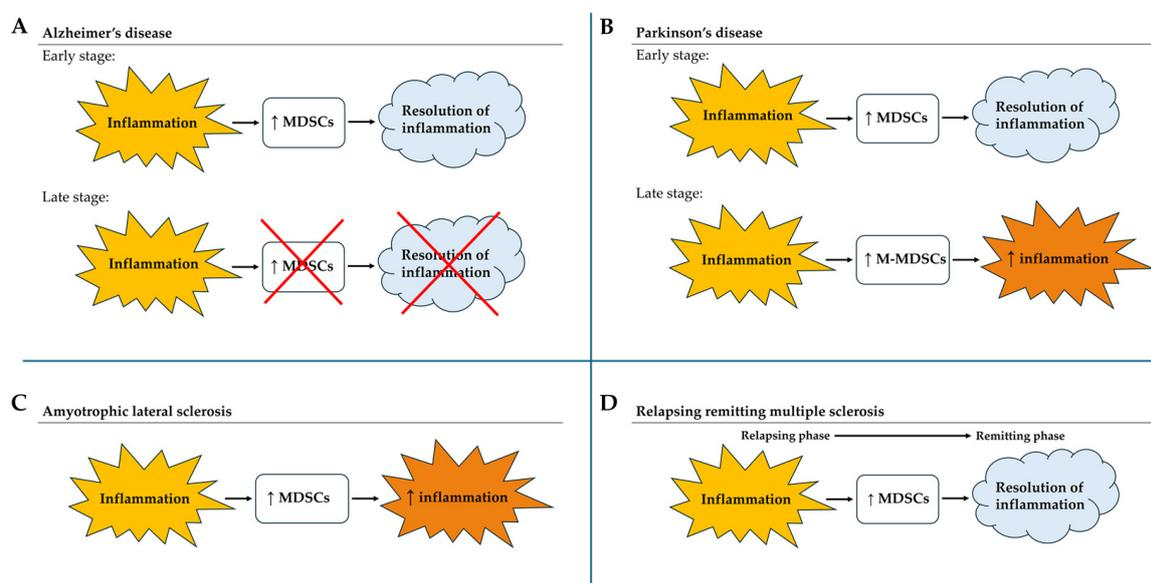 A
Alzheimer’s disease
Early stage:
Inflammation
↑ MDSCs
Resolution of
inflammation
Late stage:
Inflammation
↑ MDSCs
Resolution of
inflammation
B
Parkinson’s disease
Early stage:
Inflammation
↑ MDSCs
Resolution of
inflammation
Late stage:
Inflammation
↑ M-MDSCs
↑ inflammation
C
Amyotrophic lateral sclerosis
Inflammation
↑ MDSCs
↑ inflammation
D
Relapsing remitting multiple sclerosis
Relapsing phase
Remitting phase
Inflammation
↑ MDSCs
Resolution of
inflammation